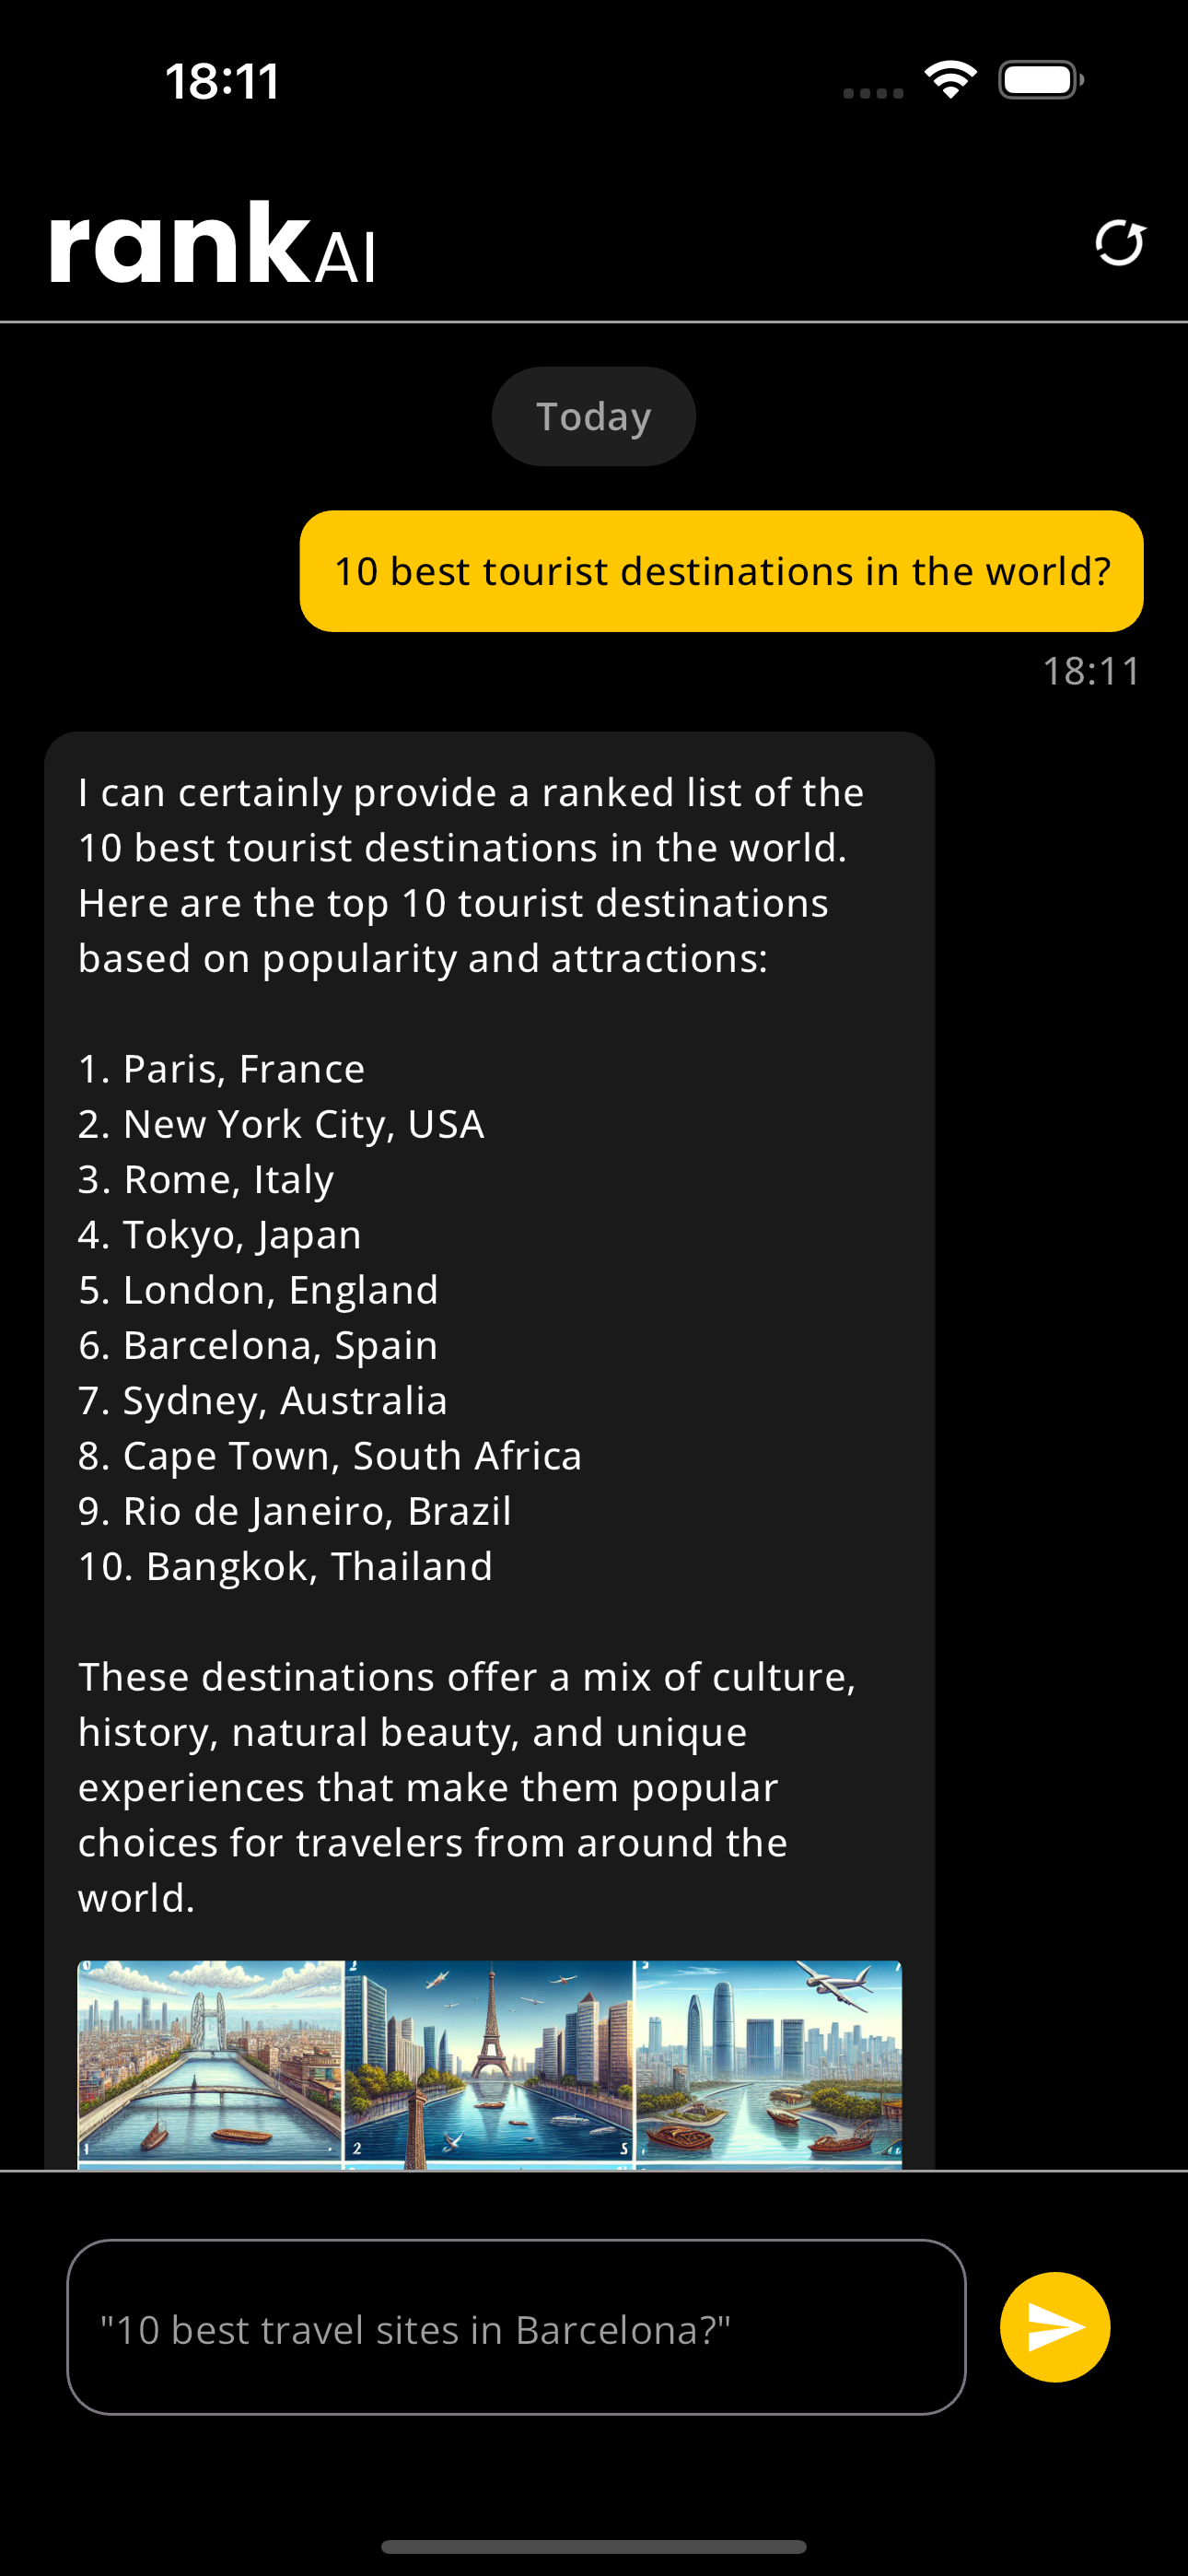 18:11
rankAI
Today
10 best tourist destinations in the world?
18:11
I can certainly provide a ranked list of the
10 best tourist destinations in the world.
Here are the top 10 tourist destinations
based on popularity and attractions:
1. Paris, France
2. New York City, USA
3. Rome, Italy
4. Tokyo, Japan
5. London, England
6. Barcelona, Spain
7. Sydney, Australia
8. Cape Town, South Africa
9. Rio de Janeiro, Brazil
10. Bangkok, Thailand
These destinations offer a mix of culture,
history, natural beauty, and unique
experiences that make them popular
choices for travelers from around the
world.
1 2 5
"10 best travel sites in Barcelona?"